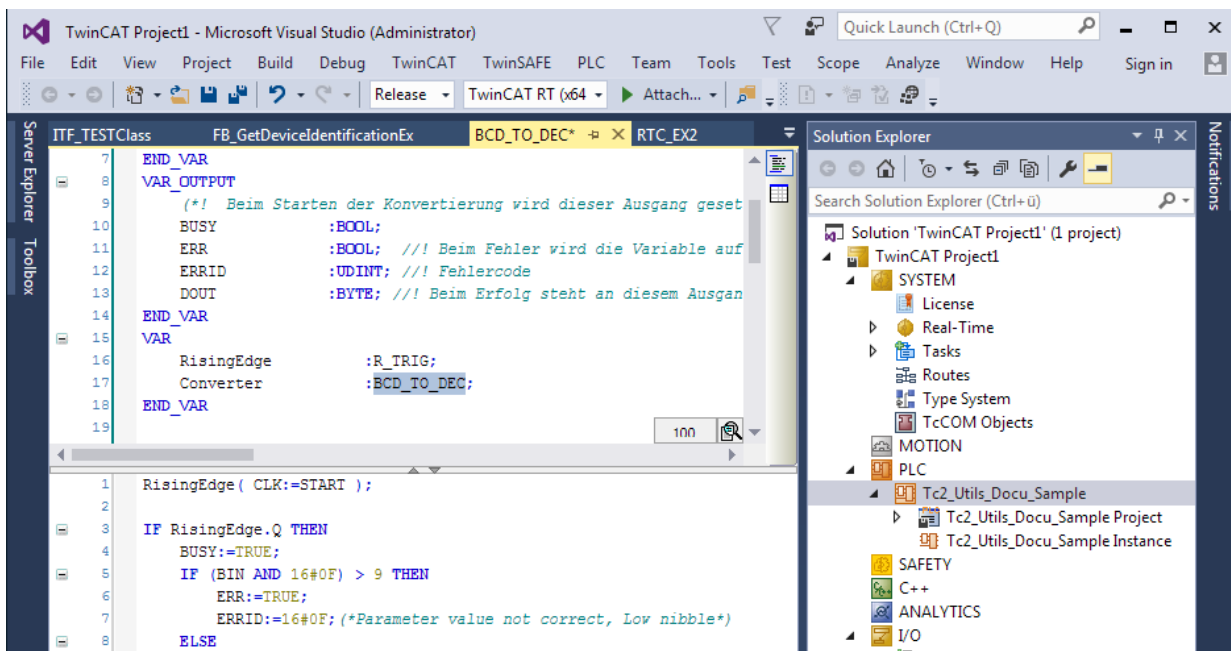 TwinCAT Project1 - Microsoft Visual Studio (Administrator)
Quick Launch (Ctrl+Q)
File Edit View Project Build Debug TwinCAT TwinSAFE PLC Team Tools Test Scope Analyze Window Help Sign in
Release TwinCAT RT (x64 Attach...
Server Explorer
Toolbox
ITF_TESTClass FB_GetDeviceIdentificationEx BCD_TO_DEC* RTC_EX2
7 END_VAR
8 VAR_OUTPUT
9 (*! Beim Starten der Konvertierung wird dieser Ausgang geset
10 BUSY :BOOL;
11 ERR :BOOL; //! Beim Fehler wird die Variable auf
12 ERRID :UDINT; //! Fehlercode
13 DOUT :BYTE; //! Beim Erfolg steht an diesem Ausgan
14 END_VAR
15 VAR
16 RisingEdge :R_TRIG;
17 Converter :BCD_TO_DEC;
18 END_VAR
19
100
1 RisingEdge( CLK:=START );
2
3 IF RisingEdge.Q THEN
4 BUSY:=TRUE;
5 IF (BIN AND 16#0F) > 9 THEN
6 ERR:=TRUE;
7 ERRID:=16#0F;(*Parameter value not correct, Low nibble*)
8 ELSE
Solution Explorer
Search Solution Explorer (Ctrl+ü)
Solution 'TwinCAT Project1' (1 project)
TwinCAT Project1
SYSTEM
License
Real-Time
Tasks
Routes
Type System
TcCOM Objects
MOTION
PLC
Tc2_Utils_Docu_Sample
Tc2_Utils_Docu_Sample Project
Tc2_Utils_Docu_Sample Instance
SAFETY
C++
ANALYTICS
I/O
Notifications